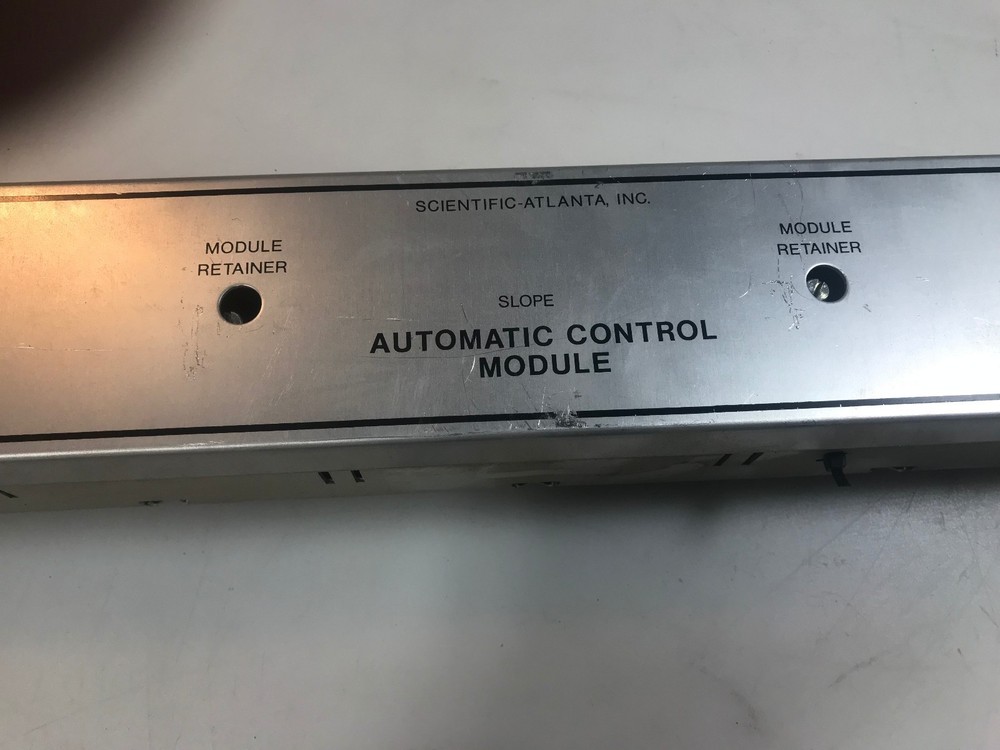 SCIENTIFIC-ATLANTA, INC.
MODULE
RETAINER
MODULE
RETAINER
SLOPE
AUTOMATIC CONTROL
MODULE